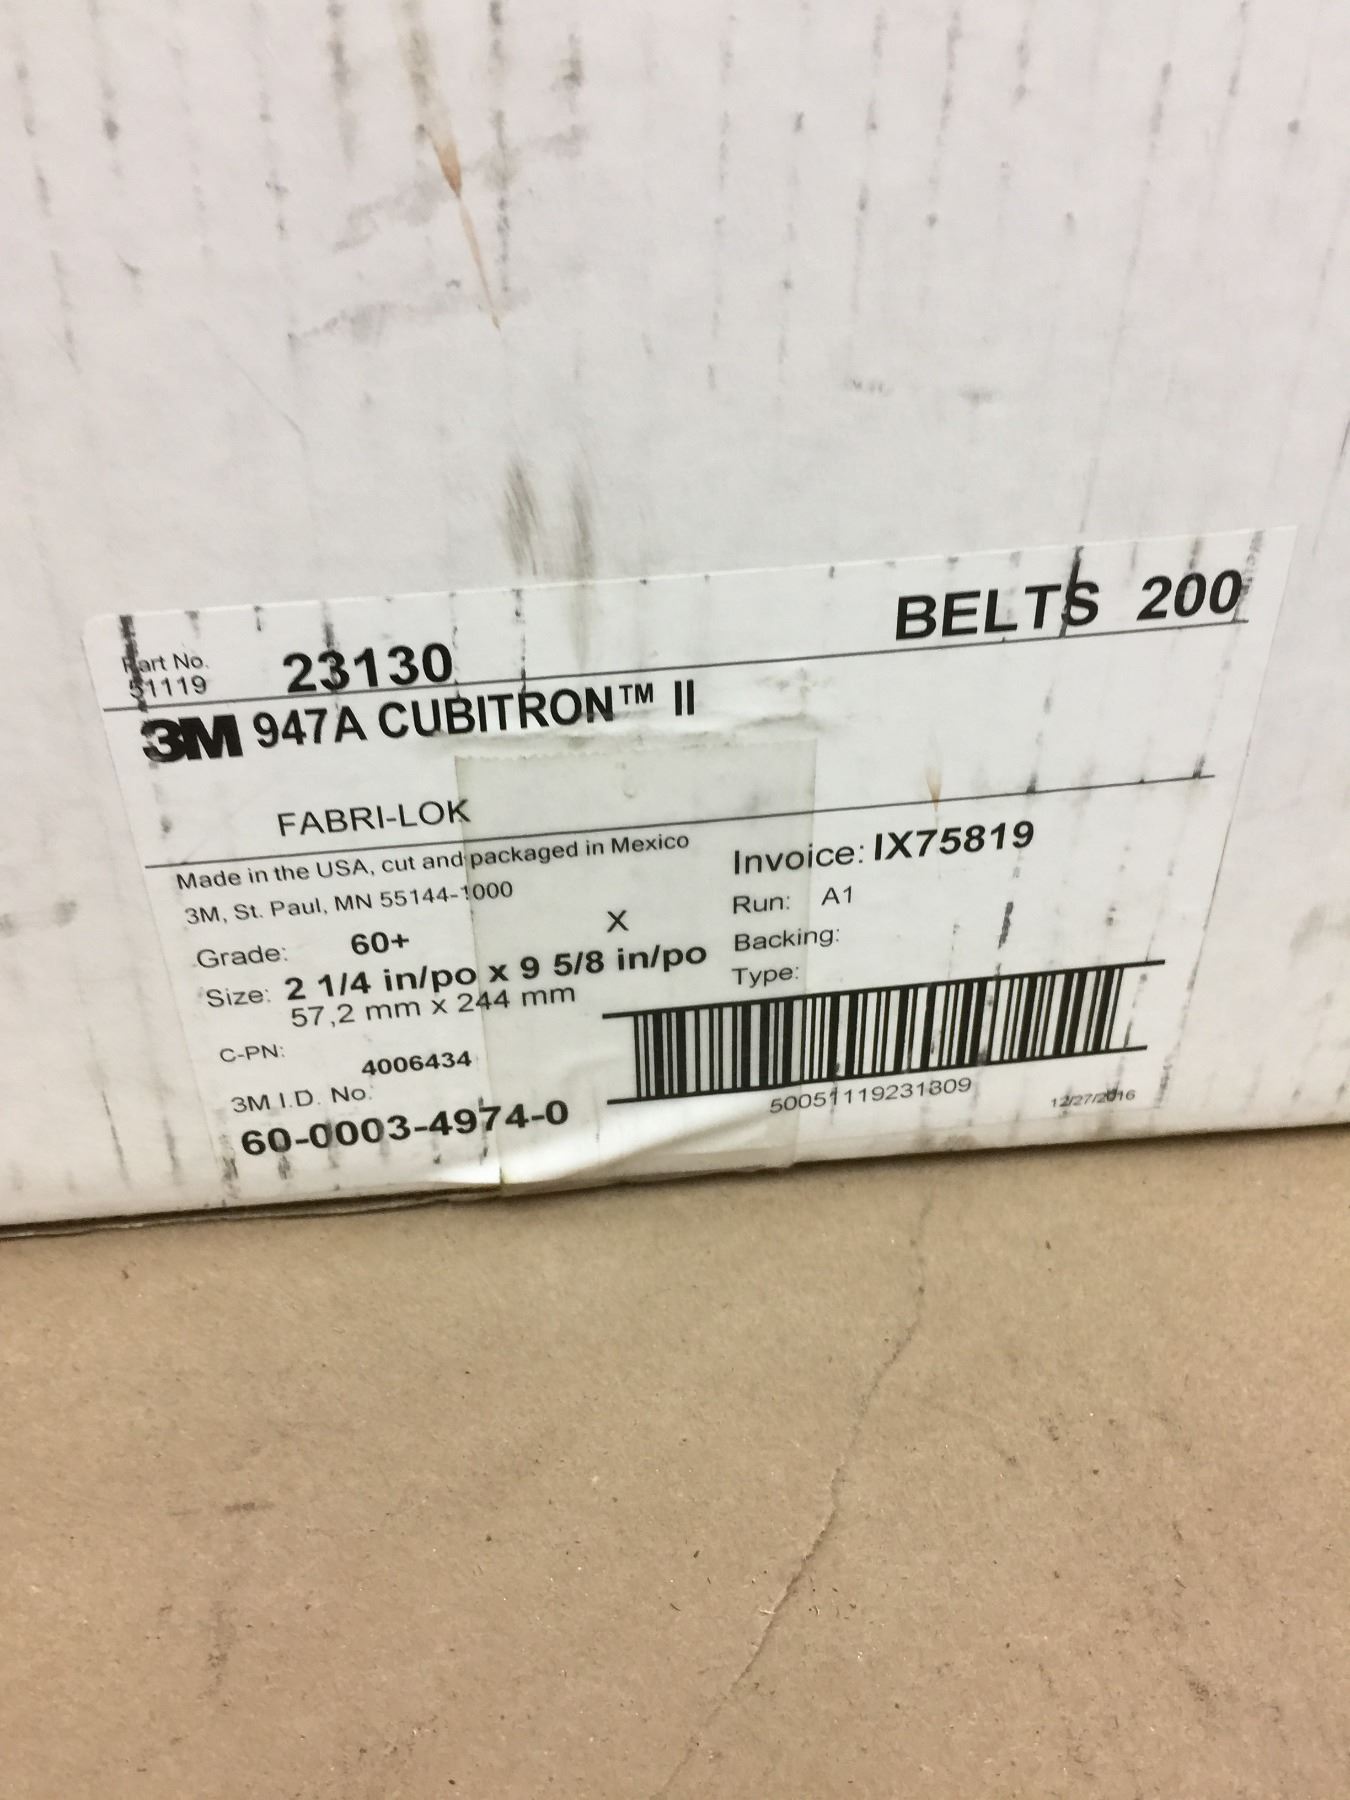 Part No. 23130 BELTS 200
51119
3M 947A CUBITRON™ II
FABRI-LOK
Made in the USA, cut and packaged in Mexico
3M, St. Paul, MN 55144-1000
Invoice: IX75819
Run: A1
Grade: 60+ X
Backing:
Size: 2 1/4 in/po x 9 5/8 in/po
Type:
57,2 mm x 244 mm
C-PN: 4006434
3M I.D. No.
60-0003-4974-0
50051119231309
12/27/2016